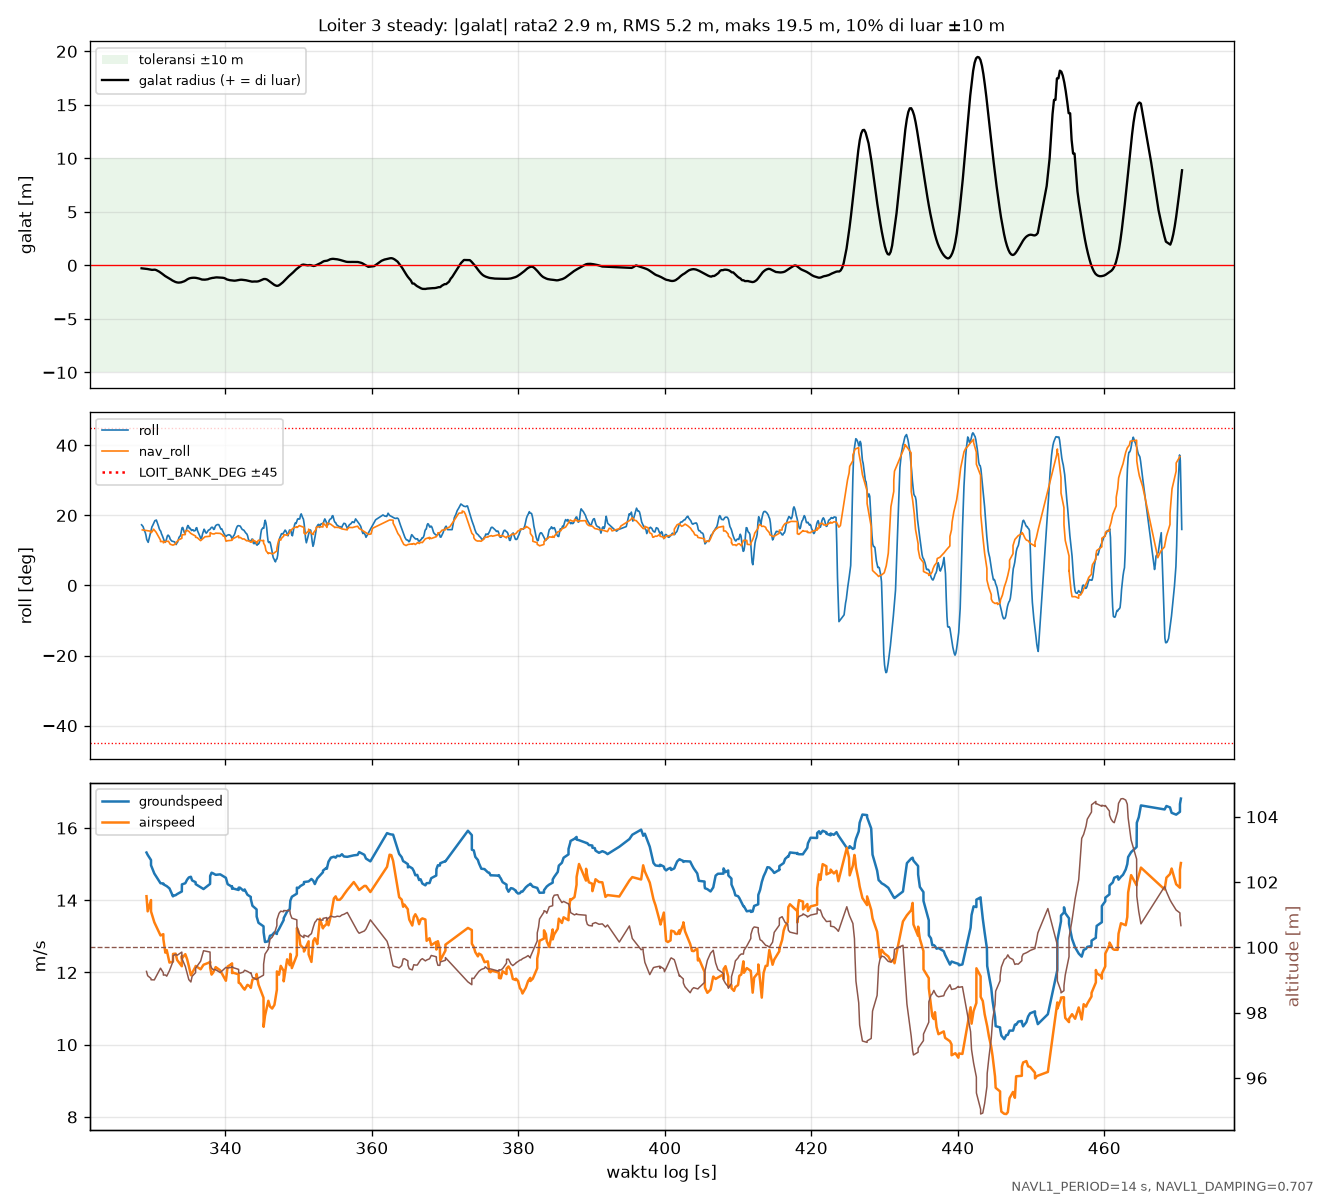 Loiter 3 steady: |galat| rata2 2.9 m, RMS 5.2 m, maks 19.5 m, 10% di luar ±10 m
toleransi ±10 m
galat radius (+ = di luar)
galat [m]
20
15
10
5
0
−5
−10
roll
nav_roll
LOIT_BANK_DEG ±45
roll [deg]
40
20
0
−20
−40
groundspeed
airspeed
m/s
16
14
12
10
8
altitude [m]
104
102
100
98
96
340
360
380
400
420
440
460
waktu log [s]
NAVL1_PERIOD=14 s, NAVL1_DAMPING=0.707